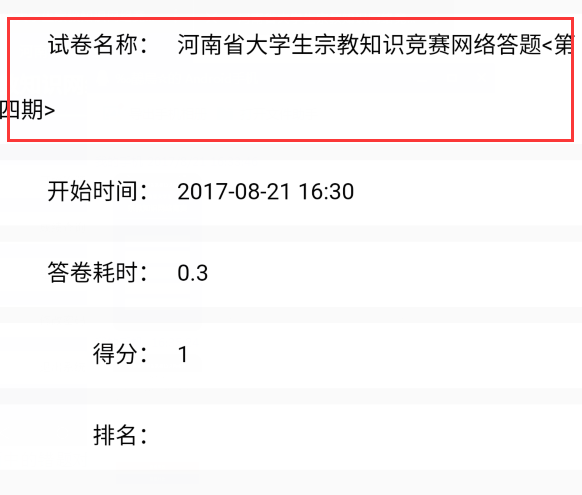 试卷名称： 河南省大学生宗教知识竞赛网络答题<第
四期>
开始时间： 2017-08-21 16:30
答卷耗时： 0.3
得分： 1
排名：